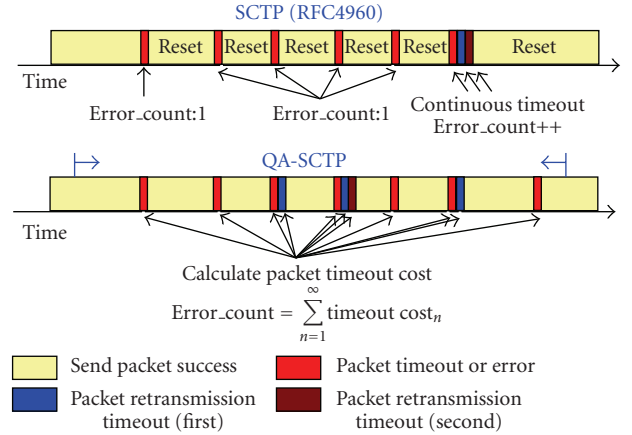 SCTP (RFC4960)
Reset Reset Reset Reset Reset Reset
Time
Error_count:1
Error_count:1
Continuous timeout
Error_count++
QA-SCTP
Time
Calculate packet timeout cost
Error_count = ∞∑n=1 timeout costn
Send packet success
Packet timeout or error
Packet retransmission
timeout (first)
Packet retransmission
timeout (second)